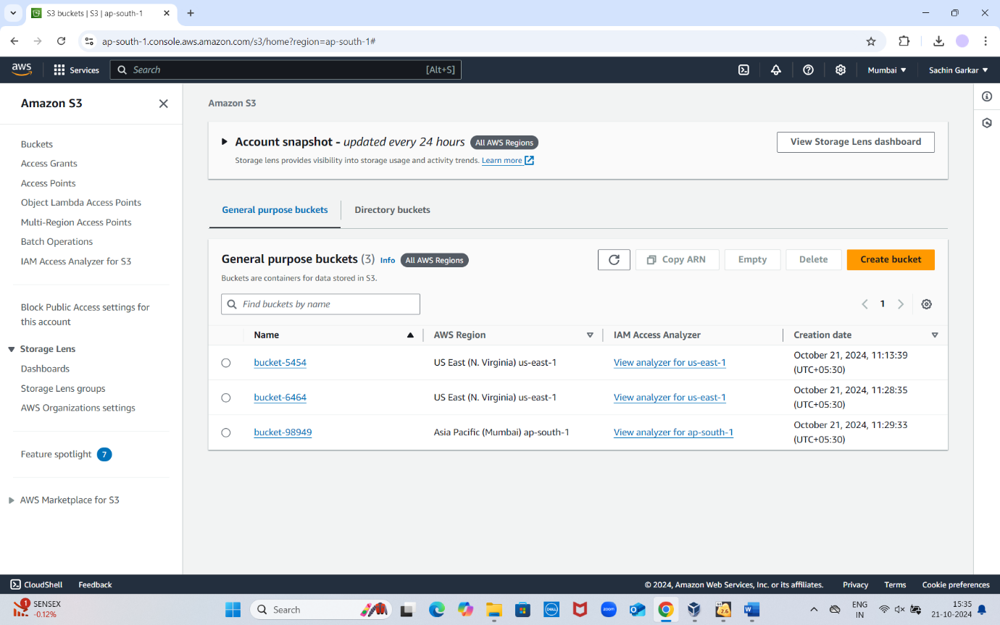 S3 buckets | S3 | ap-south-1
ap-south-1.console.aws.amazon.com/s3/home?region=ap-south-1#
aws
Services
Search
[Alt+S]
Mumbai
Sachin Garkar
Amazon S3
Buckets
Access Grants
Access Points
Object Lambda Access Points
Multi-Region Access Points
Batch Operations
IAM Access Analyzer for S3
Block Public Access settings for
this account
Storage Lens
Dashboards
Storage Lens groups
AWS Organizations settings
Feature spotlight 7
AWS Marketplace for S3
Amazon S3
Account snapshot - updated every 24 hours All AWS Regions
Storage lens provides visibility into storage usage and activity trends. Learn more
View Storage Lens dashboard
General purpose buckets
Directory buckets
General purpose buckets (3) Info All AWS Regions
Buckets are containers for data stored in S3.
Copy ARN
Empty
Delete
Create bucket
Find buckets by name
1
Name AWS Region IAM Access Analyzer Creation date
bucket-5454 US East (N. Virginia) us-east-1 View analyzer for us-east-1 October 21, 2024, 11:13:39
(UTC+05:30)
bucket-6464 US East (N. Virginia) us-east-1 View analyzer for us-east-1 October 21, 2024, 11:28:35
(UTC+05:30)
bucket-98949 Asia Pacific (Mumbai) ap-south-1 View analyzer for ap-south-1 October 21, 2024, 11:29:33
(UTC+05:30)
CloudShell
Feedback
© 2024, Amazon Web Services, Inc. or its affiliates.
Privacy
Terms
Cookie preferences
1
SENSEX
-0.12%
Search
DELL
zoom
2.6
ENG
IN
15:35
21-10-2024